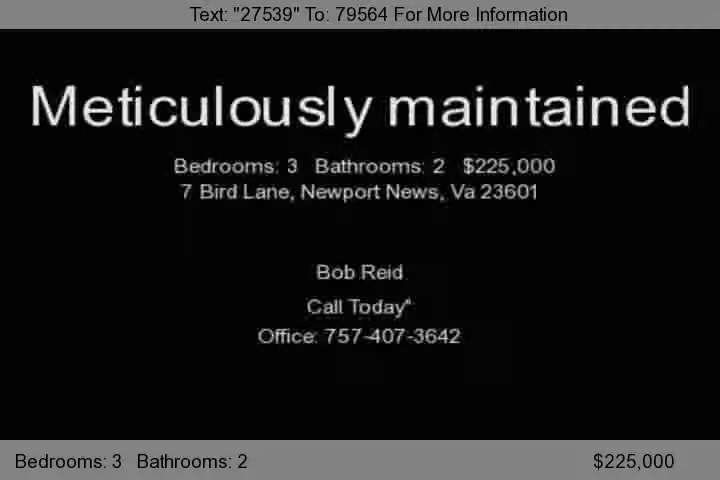 Text: "27539" To: 79564 For More Information
Meticulously maintained
Bedrooms: 3 Bathrooms: 2 $225,000
7 Bird Lane, Newport News, Va 23601
Bob Reid
Call Today"
Office: 757-407-3642
Bedrooms: 3 Bathrooms: 2 $225,000